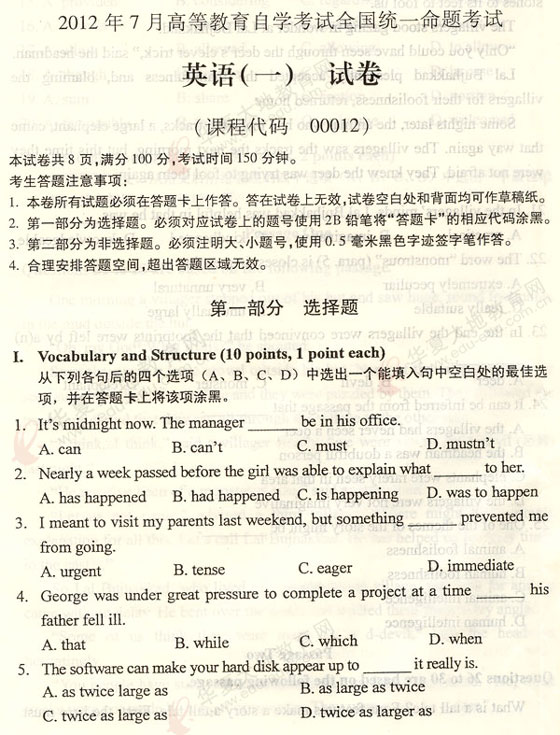 2012 年 7 月高等教育自学考试全国统一命题考试
英语(一) 试卷
(课程代码 00012)
本试卷共 8 页,满分 100 分,考试时间 150 分钟。
考生答题注意事项:
1. 本卷所有试题必须在答题卡上作答。答在试卷上无效,试卷空白处和背面均可作草稿纸。
2. 第一部分为选择题。必须对应试卷上的题号使用 2B 铅笔将“答题卡”的相应代码涂黑。
3. 第二部分为非选择题。必须注明大、小题号,使用 0.5 毫米黑色字迹签字笔作答。
4. 合理安排答题空间,超出答题区域无效。
第一部分 选择题
I. Vocabulary and Structure (10 points, 1 point each)
从下列各句后的四个选项(A、B、C、D)中选出一个能填入句中空白处的最佳选
项,并在答题卡上将该项涂黑。
1. It's midnight now. The manager ______ be in his office.
A. can B. can't C. must D. mustn't
2. Nearly a week passed before the girl was able to explain what ______ to her.
A. has happened B. had happened C. is happening D. was to happen
3. I meant to visit my parents last weekend, but something ______ prevented me
from going.
A. urgent B. tense C. eager D. immediate
4. George was under great pressure to complete a project at a time ______ his
father fell ill.
A. that B. while C. which D. when
5. The software can make your hard disk appear up to ______ it really is.
A. as twice large as B. as large as twice
C. twice as large as D. twice as larger as